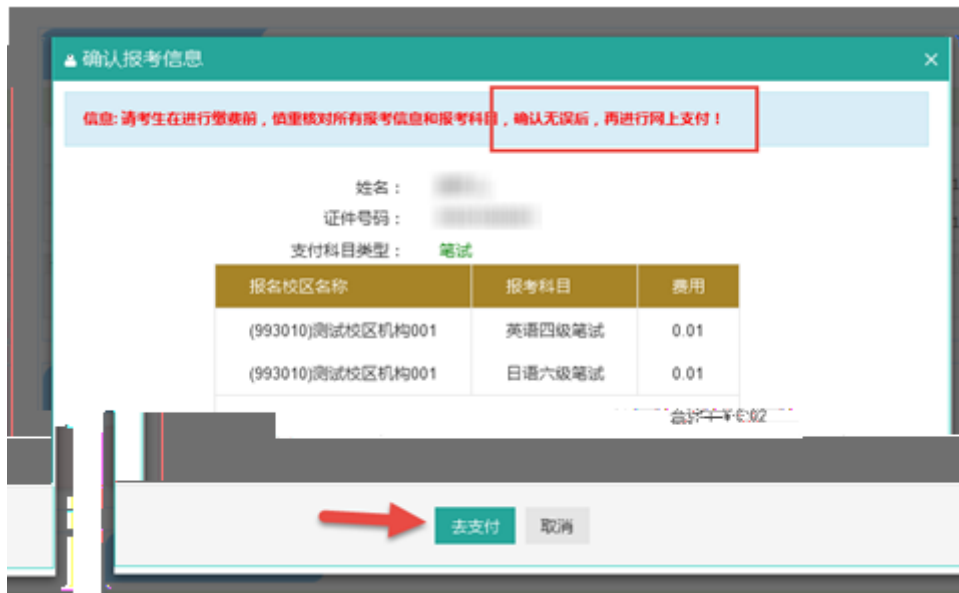 确认报考信息
信息: 请考生在进行缴费前，慎重核对所有报考信息和报考科目，确认无误后，再进行网上支付！
姓名：
证件号码：
支付科目类型： 笔试
报名校区名称 报考科目 费用
(993010)测试校区机构001 英语四级笔试 0.01
(993010)测试校区机构001 日语六级笔试 0.01
去支付 取消